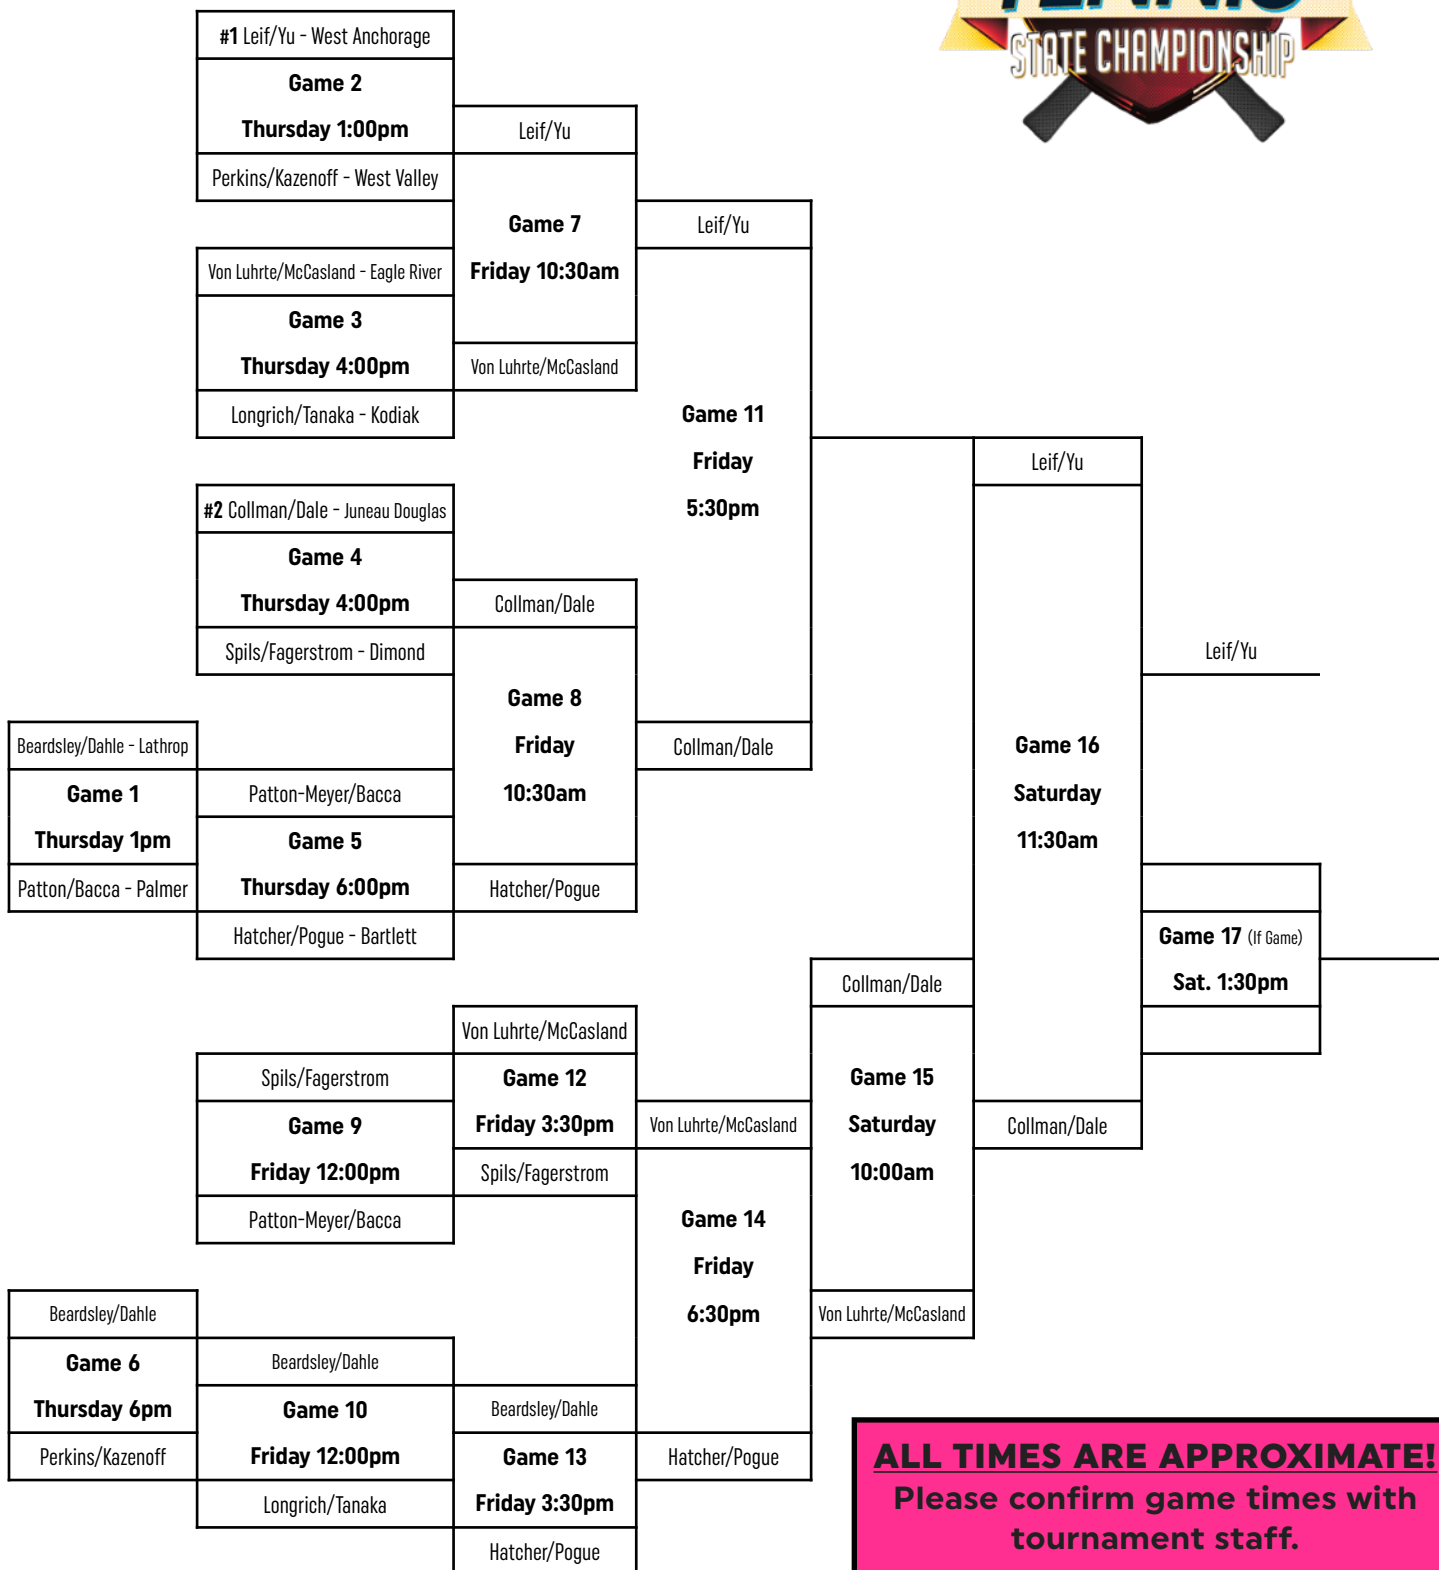 TENNIS
STATE CHAMPIONSHIP
#1 Leif/Yu - West Anchorage
Game 2
Thursday 1:00pm
Perkins/Kazenoff - West Valley
Leif/Yu
Game 7
Friday 10:30am
Von Luhrte/McCasland
Von Luhrte/McCasland - Eagle River
Game 3
Thursday 4:00pm
Longrich/Tanaka - Kodiak
Leif/Yu
Game 11
Friday
5:30pm
Collman/Dale
#2 Collman/Dale - Juneau Douglas
Game 4
Thursday 4:00pm
Spils/Fagerstrom - Dimond
Collman/Dale
Game 8
Friday
10:30am
Hatcher/Pogue
Beardsley/Dahle - Lathrop
Game 1
Thursday 1pm
Patton/Bacca - Palmer
Patton-Meyer/Bacca
Game 5
Thursday 6:00pm
Hatcher/Pogue - Bartlett
Leif/Yu
Game 16
Saturday
11:30am
Collman/Dale
Leif/Yu
Game 17 (If Game)
Sat. 1:30pm
Von Luhrte/McCasland
Game 12
Friday 3:30pm
Spils/Fagerstrom
Spils/Fagerstrom
Game 9
Friday 12:00pm
Patton-Meyer/Bacca
Von Luhrte/McCasland
Game 14
Friday
6:30pm
Hatcher/Pogue
Collman/Dale
Game 15
Saturday
10:00am
Von Luhrte/McCasland
Beardsley/Dahle
Game 6
Thursday 6pm
Perkins/Kazenoff
Beardsley/Dahle
Game 10
Friday 12:00pm
Longrich/Tanaka
Beardsley/Dahle
Game 13
Friday 3:30pm
Hatcher/Pogue
ALL TIMES ARE APPROXIMATE!
Please confirm game times with
tournament staff.